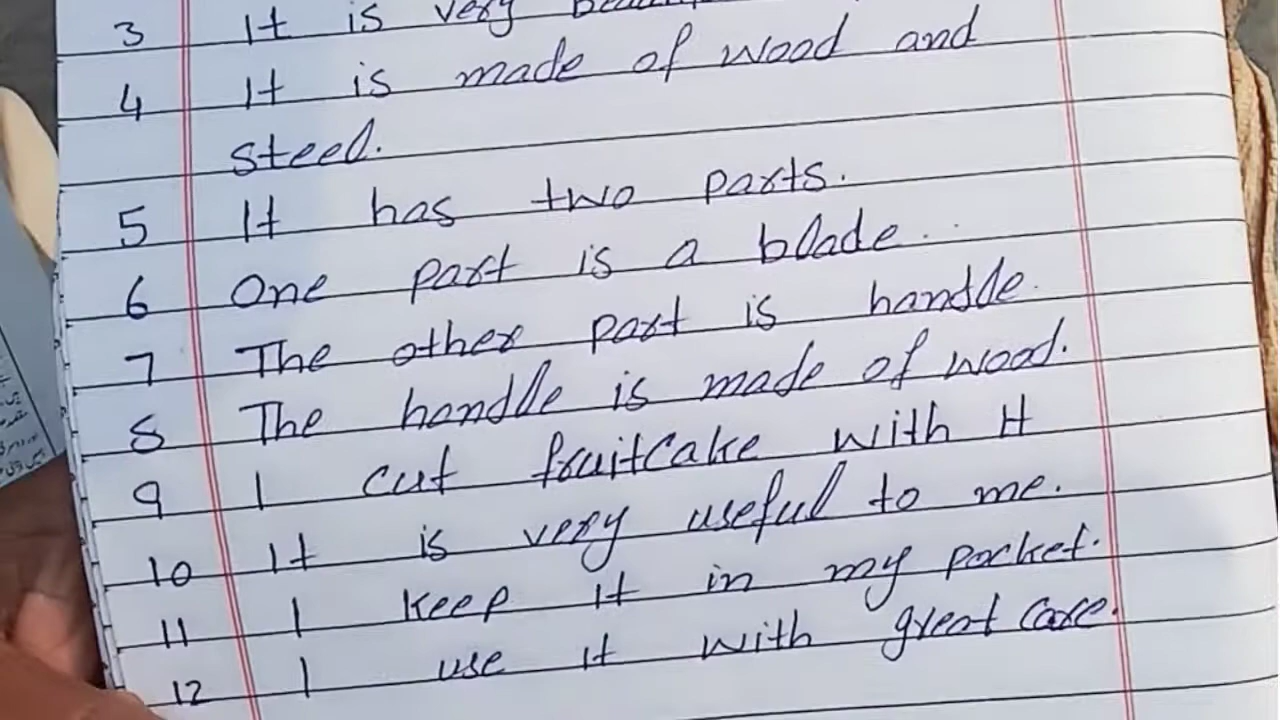 3 It is very
4 It is made of wood and
steel.
5 It has two parts.
6 One part is a blade.
7 The other part is handle.
8 The handle is made of wood.
9 I cut fruitcake with it
10 It is very useful to me.
11 I keep it in my pocket.
12 I use it with great care.